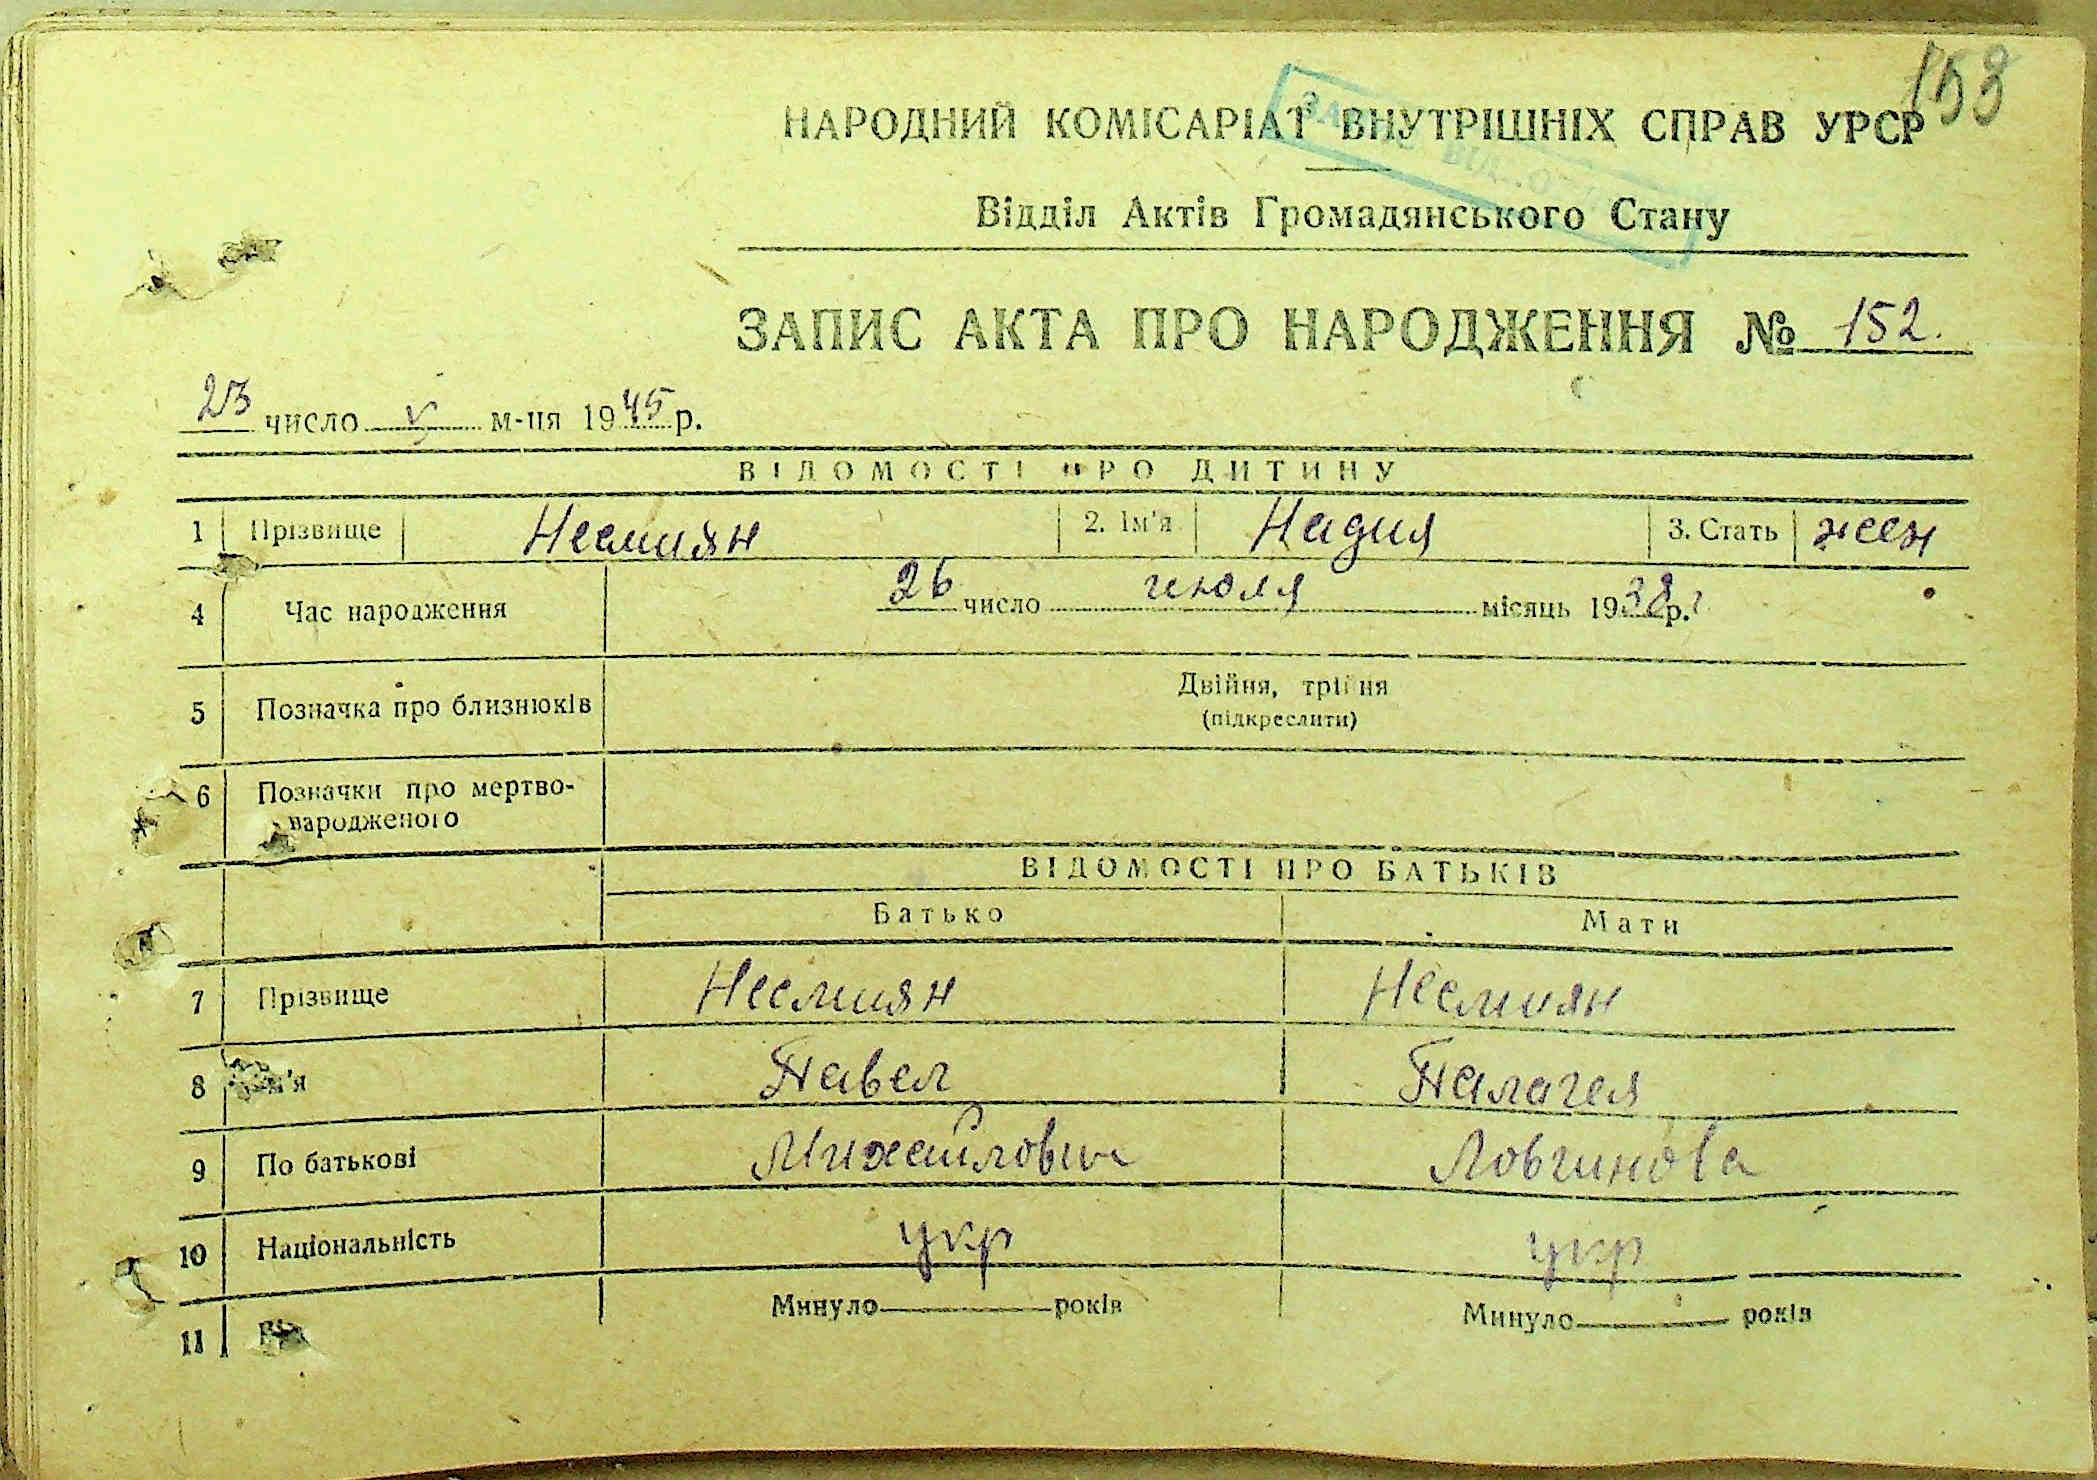 153
НАРОДНИЙ КОМІСАРІАТ ВНУТРІШНІХ СПРАВ УРСР
Відділ Актів Громадянського Стану
ЗАПИС АКТА ПРО НАРОДЖЕННЯ № 152.
23 число V м-ця 1945 р.
ВІДОМОСТІ ПРО ДИТИНУ
1 Прізвище Несмиян 2. Ім'я Надия 3. Стать жен
4 Час народження 26 число июля місяць 1938 р.
5 Позначка про близнюків Двійня, трійня
(підкреслити)
6 Позначки про мертво-
народженого
ВІДОМОСТІ ПРО БАТЬКІВ
Батько Мати
7 Прізвище Несмиян Несмиян
8 Ім'я Павел Палагея
9 По батькові Михайлович
10 Національність укр укр
11 Вік Минуло років Минуло років